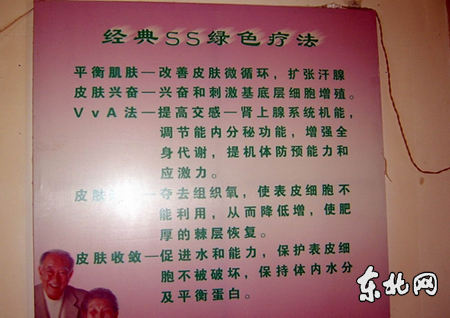 经典SS绿色疗法
平衡肌肤—改善皮肤微循环，扩张汗腺
皮肤兴奋—兴奋和刺激基底层细胞增殖。
VvA法—提高交感—肾上腺系统机能，
调节能内分秘功能，增强全
身代谢，提机体防预能力和
应激力。
皮肤 —夺去组织氧，使表皮细胞不
能利用，从而降低增，使肥
厚的棘层恢复。
皮肤收敛—促进水和能力，保护表皮细
胞不被破坏，保持体内水分
及平衡蛋白。
东北网